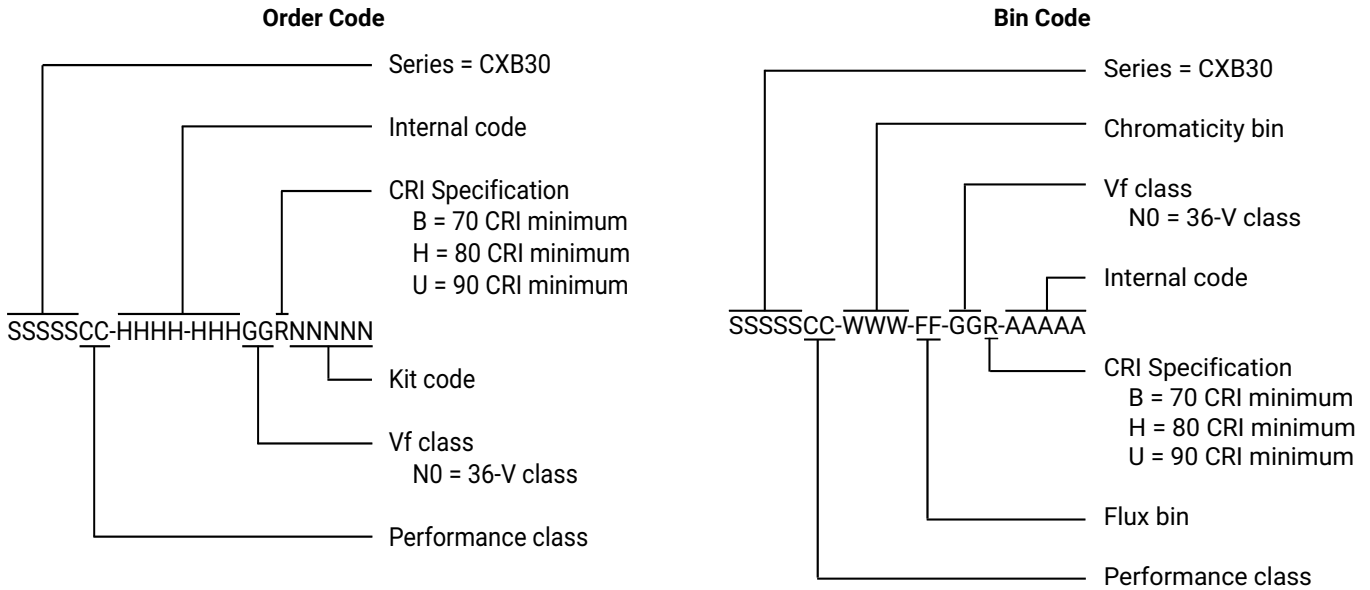 Order Code
Series = CXB30
Internal code
CRI Specification
B = 70 CRI minimum
H = 80 CRI minimum
U = 90 CRI minimum
SSSSSCC-HHHH-HHHGGRNNNNN
Kit code
Vf class
N0 = 36-V class
Performance class
Bin Code
Series = CXB30
Chromaticity bin
Vf class
N0 = 36-V class
Internal code
SSSSSCC-WWW-FF-GGR-AAAAA
CRI Specification
B = 70 CRI minimum
H = 80 CRI minimum
U = 90 CRI minimum
Flux bin
Performance class